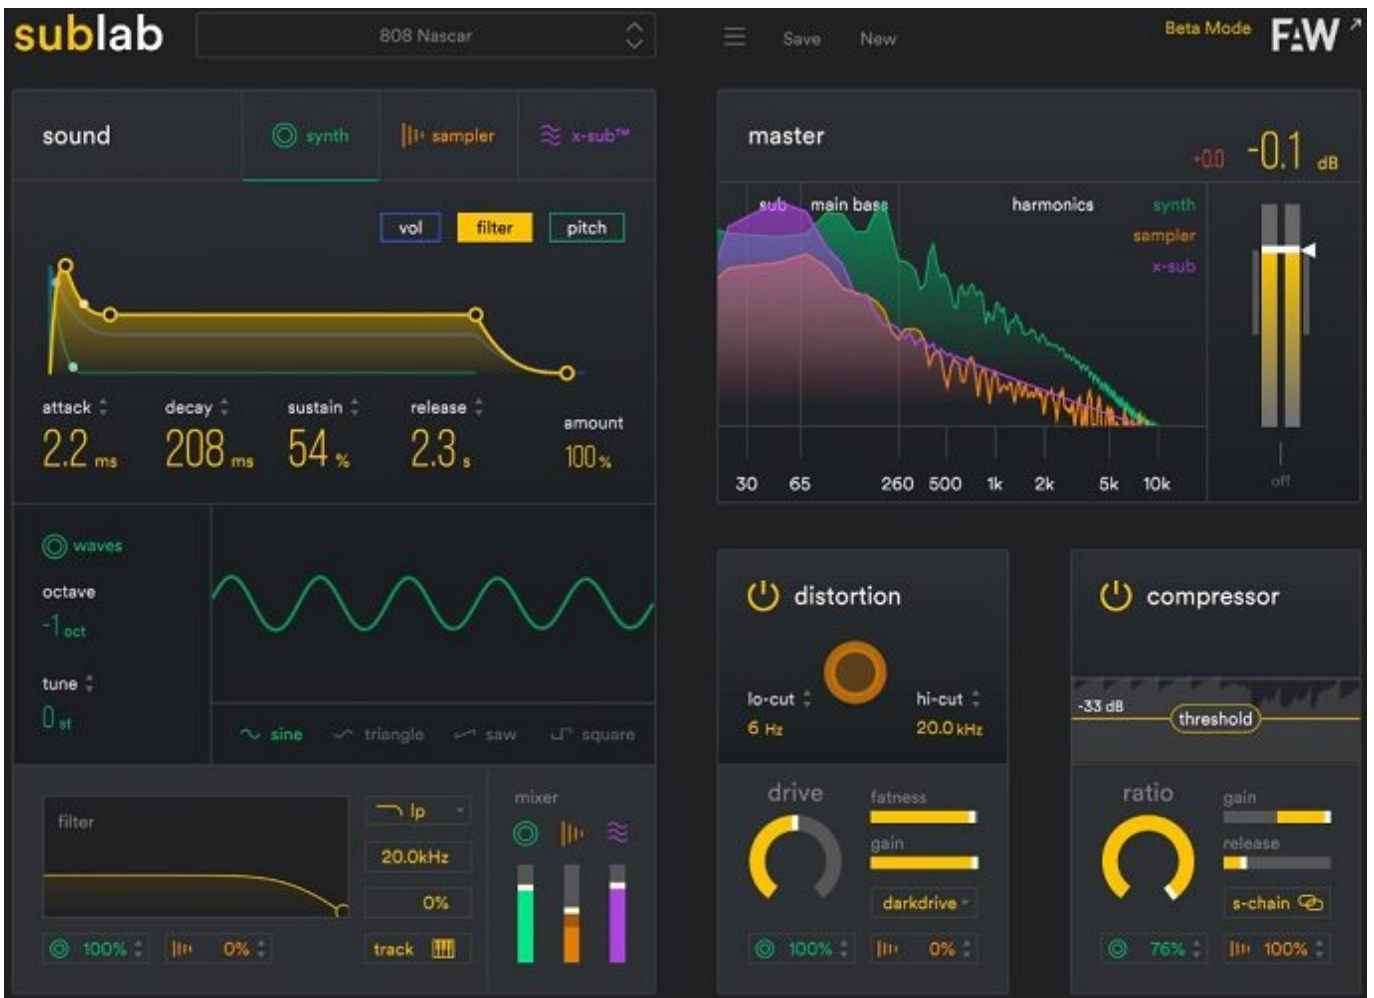 sublab
808 Nascar
Save New
Beta Mode
FAW
sound
synth
sampler
x-sub™
vol filter pitch
attack decay sustain release amount
2.2 ms 208 ms 54 % 2.3 s 100 %
waves
octave
-1 oct
tune
0 st
sine triangle saw square
filter
lp
20.0kHz
0%
track
100% 0%
mixer
master
+0.0 -0.1 dB
sub main bass harmonics
synth
sampler
x-sub
30 65 260 500 1k 2k 5k 10k
off
distortion
lo-cut hi-cut
6 Hz 20.0 kHz
drive
fatness
gain
darkdrive
100% 0%
compressor
-33 dB
threshold
ratio
gain
release
s-chain
76% 100%